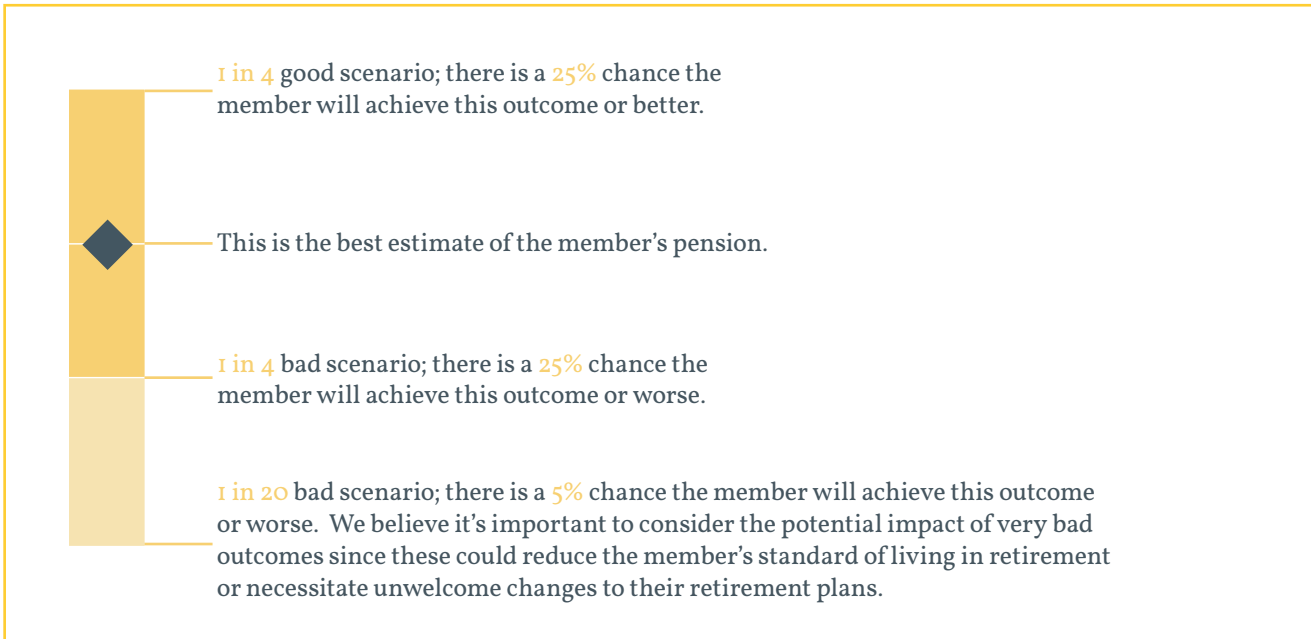 1 in 4 good scenario; there is a 25% chance the
member will achieve this outcome or better.
This is the best estimate of the member’s pension.
1 in 4 bad scenario; there is a 25% chance the
member will achieve this outcome or worse.
1 in 20 bad scenario; there is a 5% chance the member will achieve this outcome
or worse.  We believe it’s important to consider the potential impact of very bad
outcomes since these could reduce the member’s standard of living in retirement
or necessitate unwelcome changes to their retirement plans.